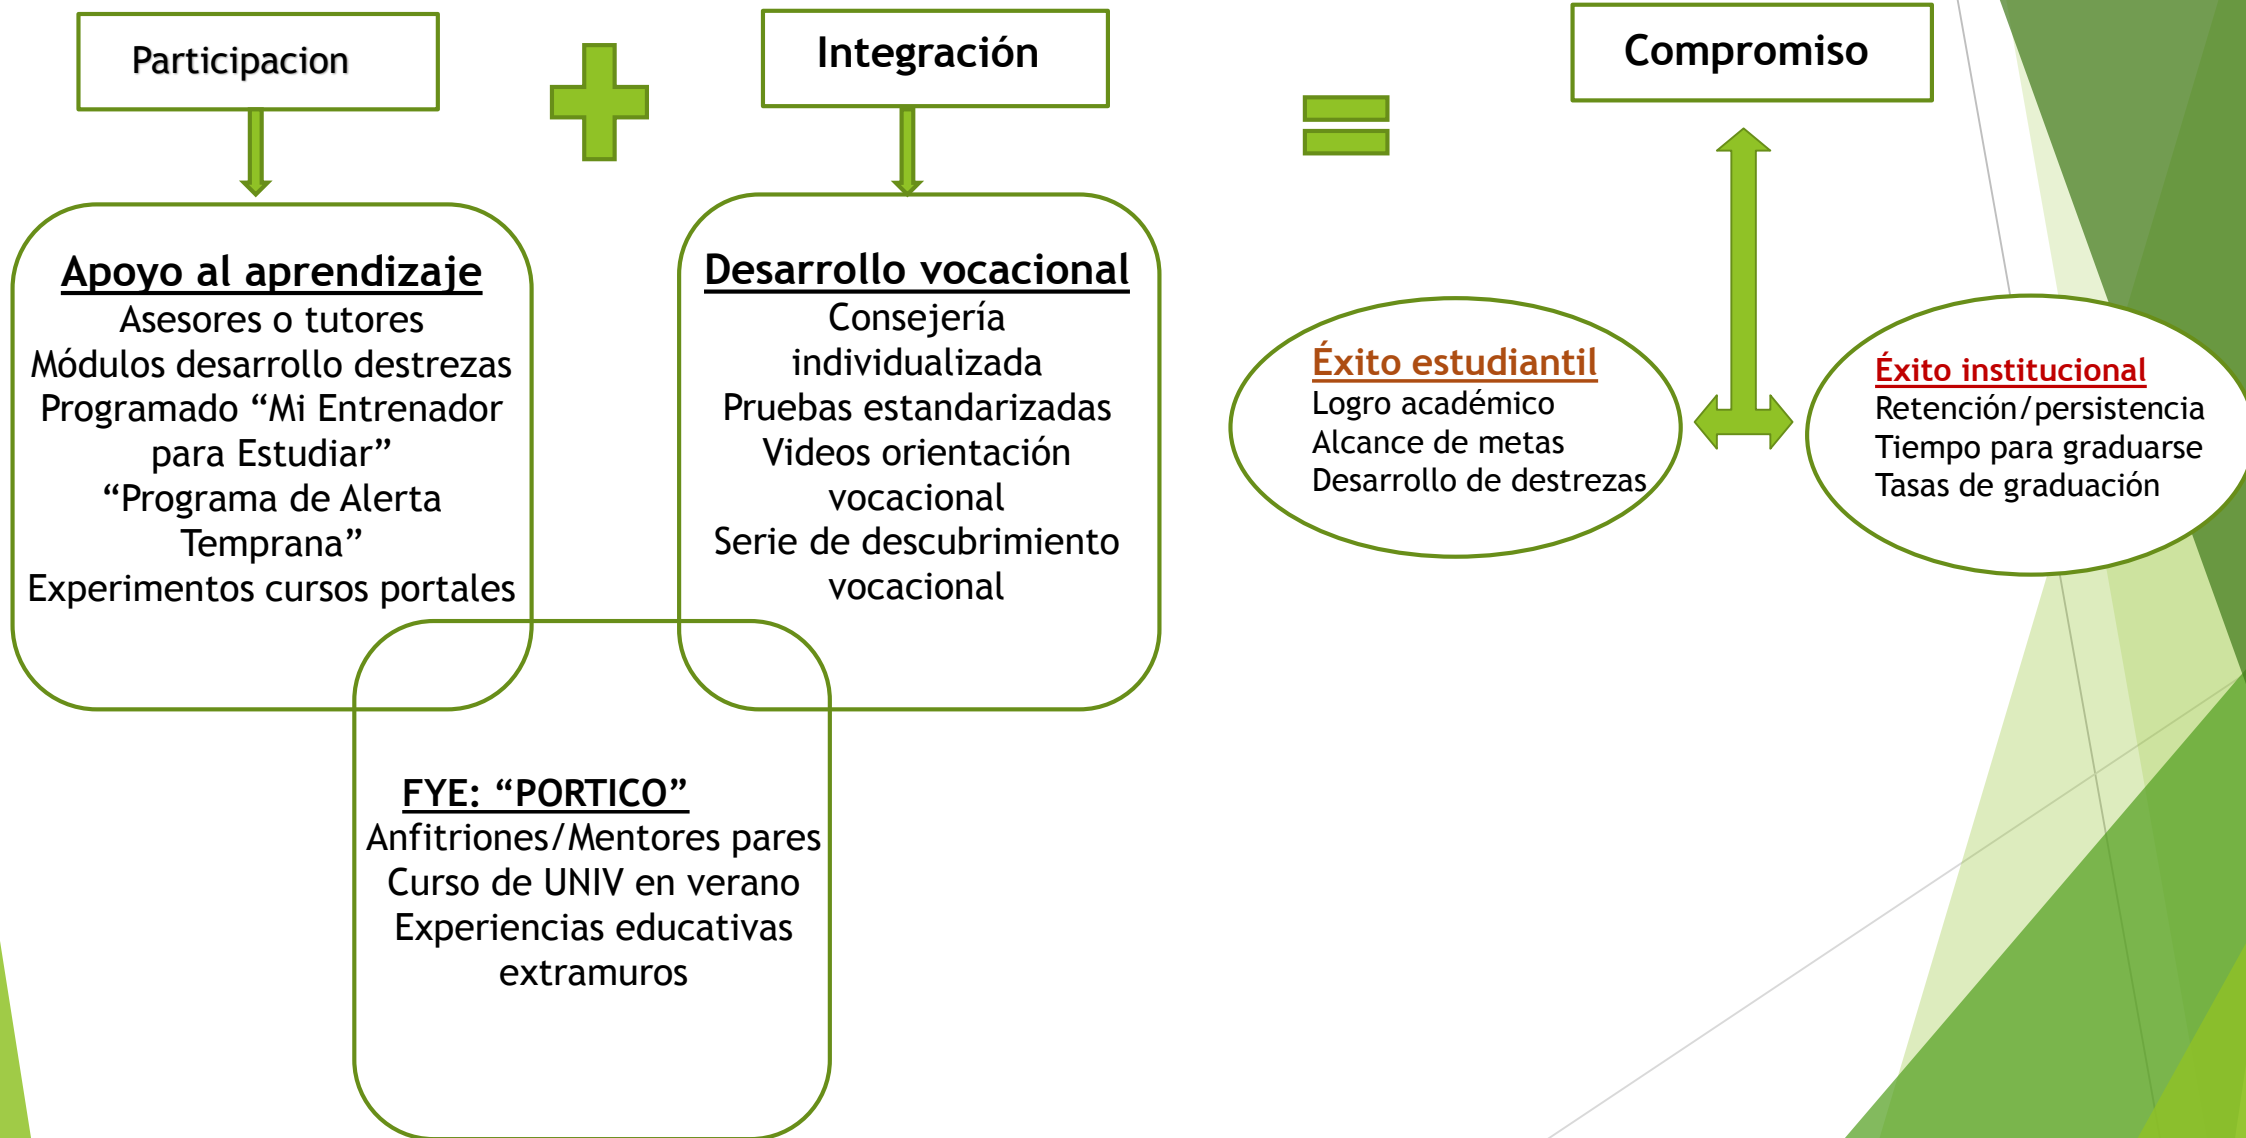 Participacion
Integración
Compromiso
Apoyo al aprendizaje
Asesores o tutores
Módulos desarrollo destrezas
Programado “Mi Entrenador
para Estudiar”
“Programa de Alerta
Temprana”
Experimentos cursos portales
Desarrollo vocacional
Consejería
individualizada
Pruebas estandarizadas
Videos orientación
vocacional
Serie de descubrimiento
vocacional
Éxito estudiantil
Logro académico
Alcance de metas
Desarrollo de destrezas
Éxito institucional
Retención/persistencia
Tiempo para graduarse
Tasas de graduación
FYE: “PORTICO”
Anfitriones/Mentores pares
Curso de UNIV en verano
Experiencias educativas
extramuros